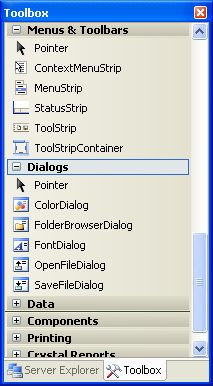 Toolbox
Menus & Toolbars
Pointer
ContextMenuStrip
MenuStrip
StatusStrip
ToolStrip
ToolStripContainer
Dialogs
Pointer
ColorDialog
FolderBrowserDialog
FontDialog
OpenFileDialog
SaveFileDialog
Data
Components
Printing
Crystal Reports
Server Explorer Toolbox